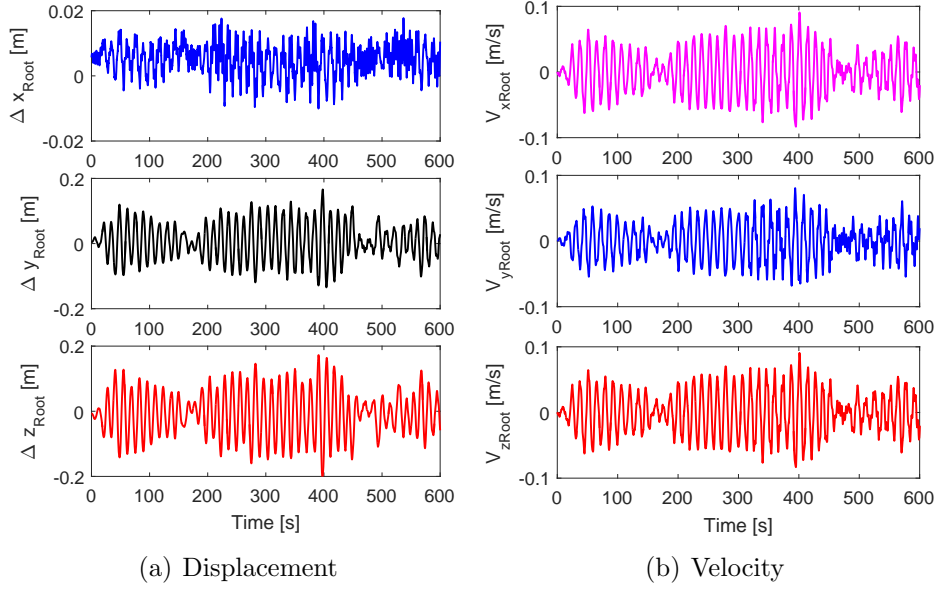 0.02
0
-0.02
Δ x_Root [m]
0 100 200 300 400 500 600
0.2
0
-0.2
Δ y_Root [m]
0 100 200 300 400 500 600
0.2
0
-0.2
Δ z_Root [m]
0 100 200 300 400 500 600
Time [s]
(a) Displacement
0.1
0
-0.1
V_xRoot [m/s]
0 100 200 300 400 500 600
0.1
0
-0.1
V_yRoot [m/s]
0 100 200 300 400 500 600
0.1
0
-0.1
V_zRoot [m/s]
0 100 200 300 400 500 600
Time [s]
(b) Velocity